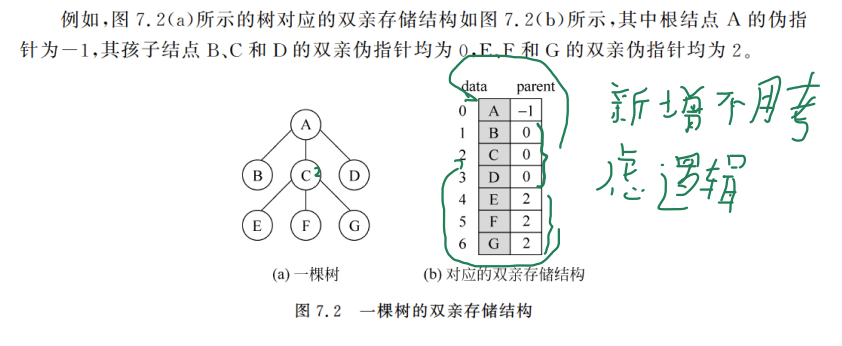 例如,图 7.2(a)所示的树对应的双亲存储结构如图 7.2(b)所示,其中根结点 A 的伪指
针为－1,其孩子结点 B、C 和 D 的双亲伪指针均为 0,E、F 和 G 的双亲伪指针均为 2。
data parent
0 A －1
1 B 0
2 C 0
3 D 0
4 E 2
5 F 2
6 G 2
A
B C 2 D
E F G
新增不用考
虑逻辑
(a) 一棵树 (b) 对应的双亲存储结构
图 7.2 一棵树的双亲存储结构